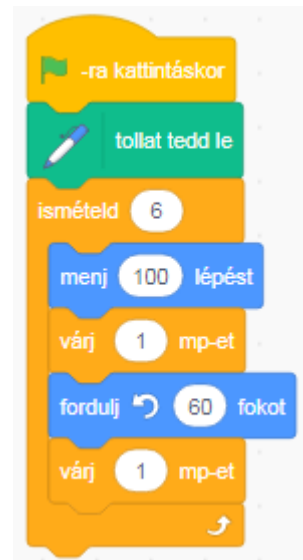 -ra kattintáskor
tollat tedd le
ismételd 6
menj 100 lépést
várj 1 mp-et
fordulj 60 fokot
várj 1 mp-et